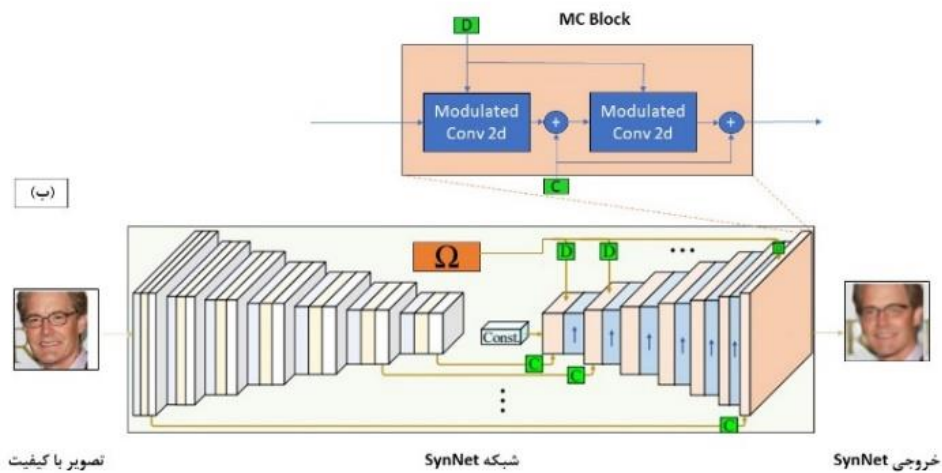 MC Block
D
Modulated
Conv 2d
+
Modulated
Conv 2d
+
C
(ب)
Ω
D
D
...
D
Const.
C
C
⋮
C
تصویر با کیفیت
شبکه SynNet
خروجی SynNet